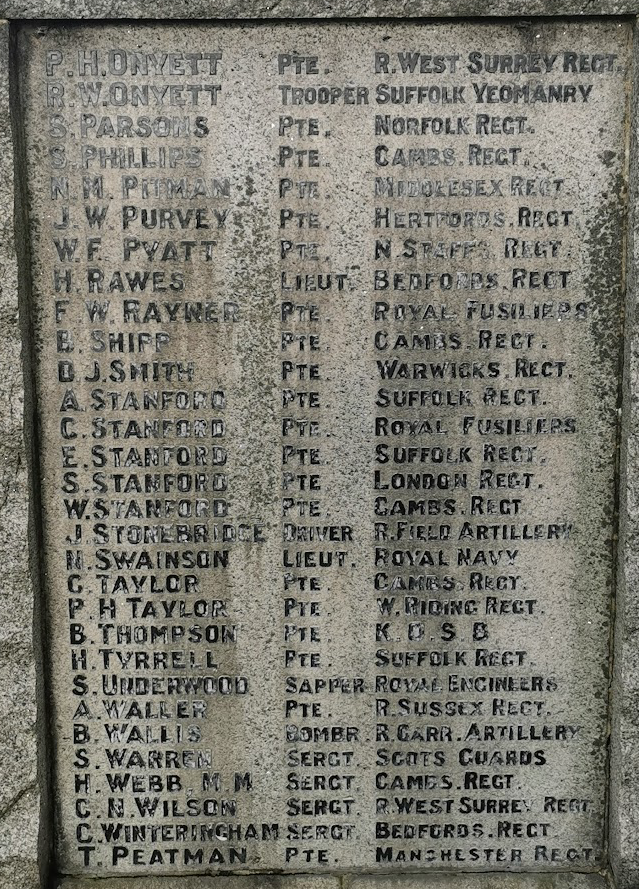 P. H. ONYETT PTE. R. WEST SURREY REGT.
R. W. ONYETT TROOPER SUFFOLK YEOMANRY
S. PARSONS PTE. NORFOLK REGT.
S. PHILLIPS PTE. CAMBS. REGT.
N. M. PITMAN PTE. MIDDLESEX REGT.
J. W. PURVEY PTE. HERTFORDS. REGT.
W. F. PYATT PTE. N. STAFFS. REGT.
H. RAWES LIEUT. BEDFORDS. REGT.
F. W. RAYNER PTE. ROYAL FUSILIERS
B. SHIPP PTE. CAMBS. REGT.
D. J. SMITH PTE. WARWICKS. REGT.
A. STANFORD PTE. SUFFOLK REGT.
C. STANFORD PTE. ROYAL FUSILIERS
E. STANFORD PTE. SUFFOLK REGT.
S. STANFORD PTE. LONDON REGT.
W. STANFORD PTE. CAMBS. REGT.
J. STONEBRIDGE DRIVER R. FIELD ARTILLERY
N. SWAINSON LIEUT. ROYAL NAVY
C. TAYLOR PTE. CAMBS. REGT.
P. H. TAYLOR PTE. W. RIDING REGT.
B. THOMPSON PTE. K. O. S. B.
H. TYRRELL PTE. SUFFOLK REGT.
S. UNDERWOOD SAPPER ROYAL ENGINEERS
A. WALLER PTE. R. SUSSEX REGT.
B. WALLIS BOMBR. R. GARR. ARTILLERY
S. WARREN SERGT. SCOTS GUARDS
H. WEBB, M. M. SERGT. CAMBS. REGT.
C. N. WILSON SERGT. R. WEST SURREY REGT.
C. WINTERINGHAM SERGT. BEDFORDS. REGT.
T. PEATMAN PTE. MANCHESTER REGT.